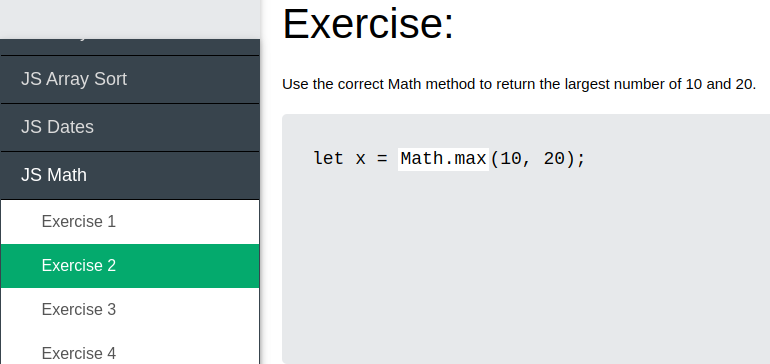 Exercise:
JS Array Sort
JS Dates
JS Math
Exercise 1
Exercise 2
Exercise 3
Exercise 4
Use the correct Math method to return the largest number of 10 and 20.
let x = Math.max(10, 20);